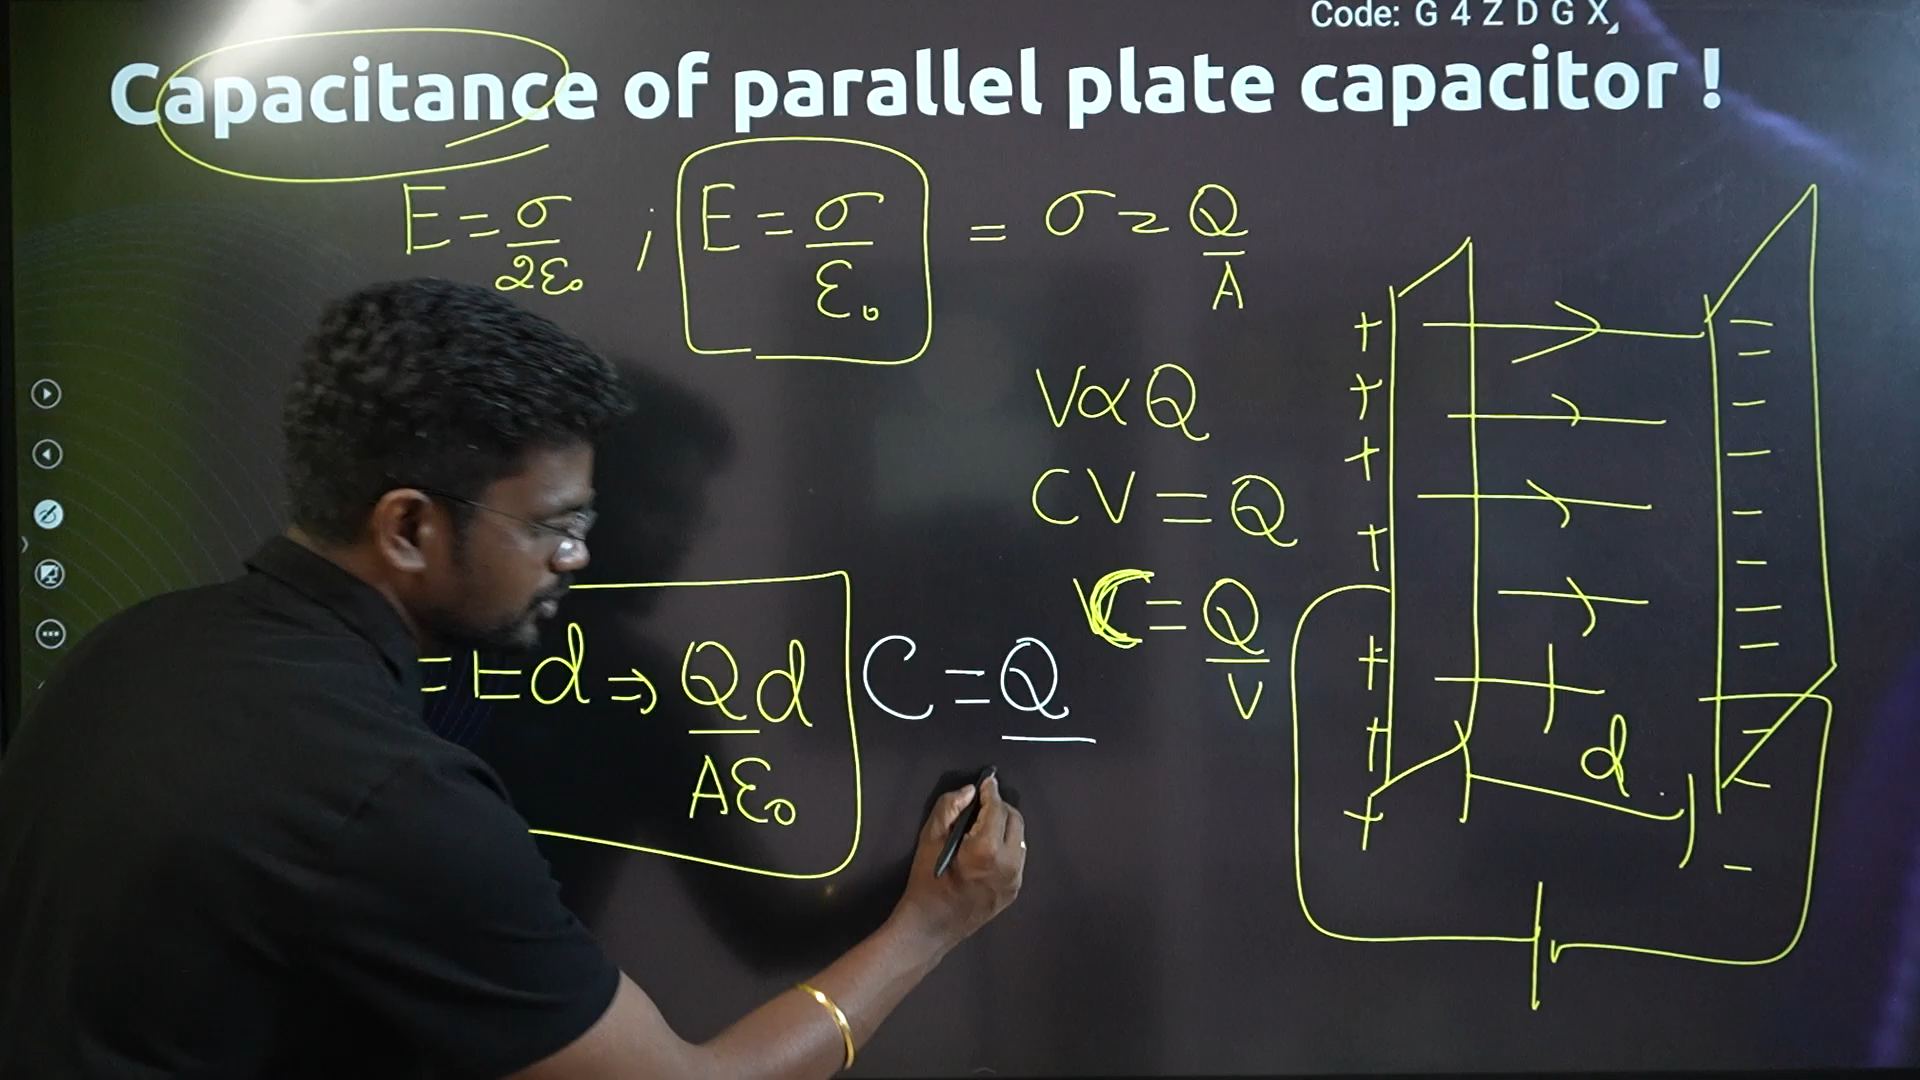 Code: G 4 Z D G X
Capacitance of parallel plate capacitor !
E = σ/2ε₀ ; E = σ/ε₀ = σ = Q/A
V ∝ Q
CV = Q
C = Q/V
= Ed ⇒ Qd/Aε₀
C = Q
+ + + + + + +
d